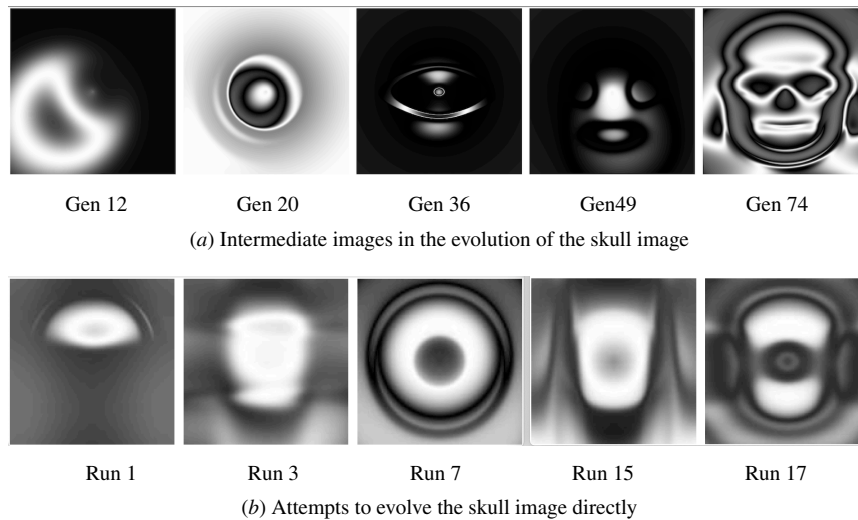 Gen 12 Gen 20 Gen 36 Gen49 Gen 74
(a) Intermediate images in the evolution of the skull image
Run 1 Run 3 Run 7 Run 15 Run 17
(b) Attempts to evolve the skull image directly